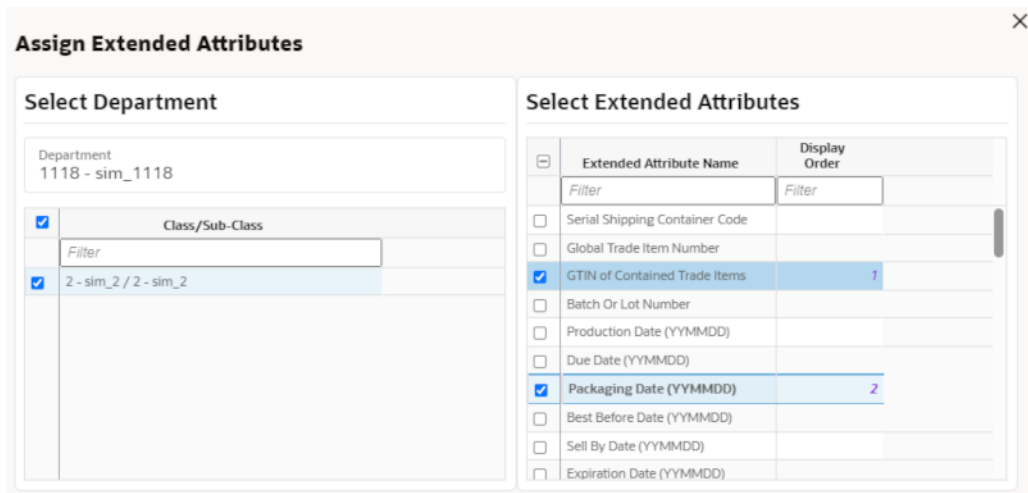 Assign Extended Attributes
Select Department
Department
1118 - sim_1118
Class/Sub-Class
Filter
2 - sim_2 / 2 - sim_2
Select Extended Attributes
Extended Attribute Name
Display
Order
Filter
Filter
Serial Shipping Container Code
Global Trade Item Number
GTIN of Contained Trade Items 1
Batch Or Lot Number
Production Date (YYMMDD)
Due Date (YYMMDD)
Packaging Date (YYMMDD) 2
Best Before Date (YYMMDD)
Sell By Date (YYMMDD)
Expiration Date (YYMMDD)